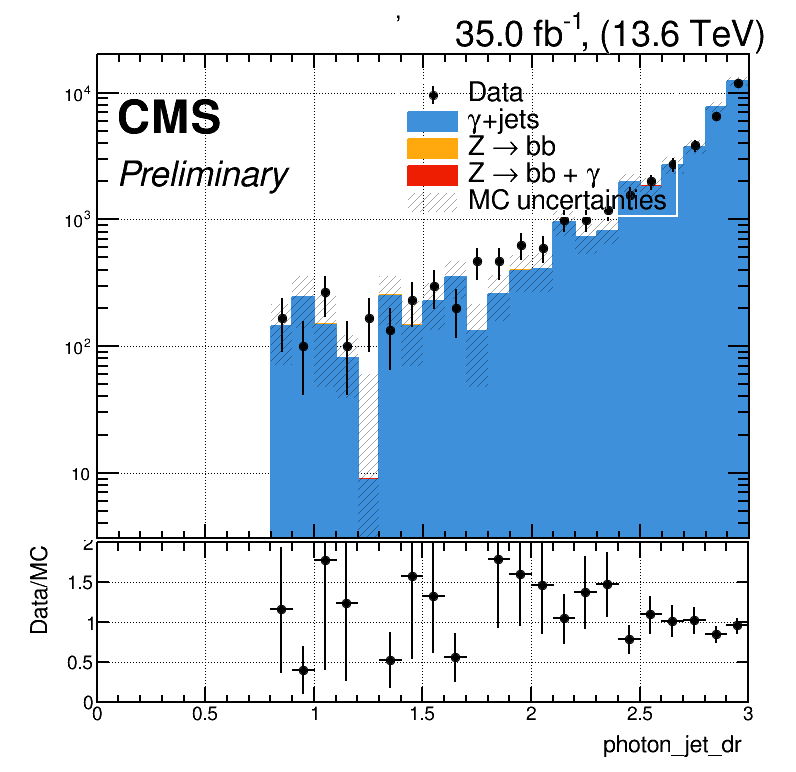 ,
35.0 fb-1, (13.6 TeV)
CMS
Preliminary
Data
γ+jets
Z → bb
Z → bb + γ
MC uncertainties
10⁴
10³
10²
10
Data/MC
2
1.5
1
0.5
0
0 0.5 1 1.5 2 2.5 3
photon_jet_dr